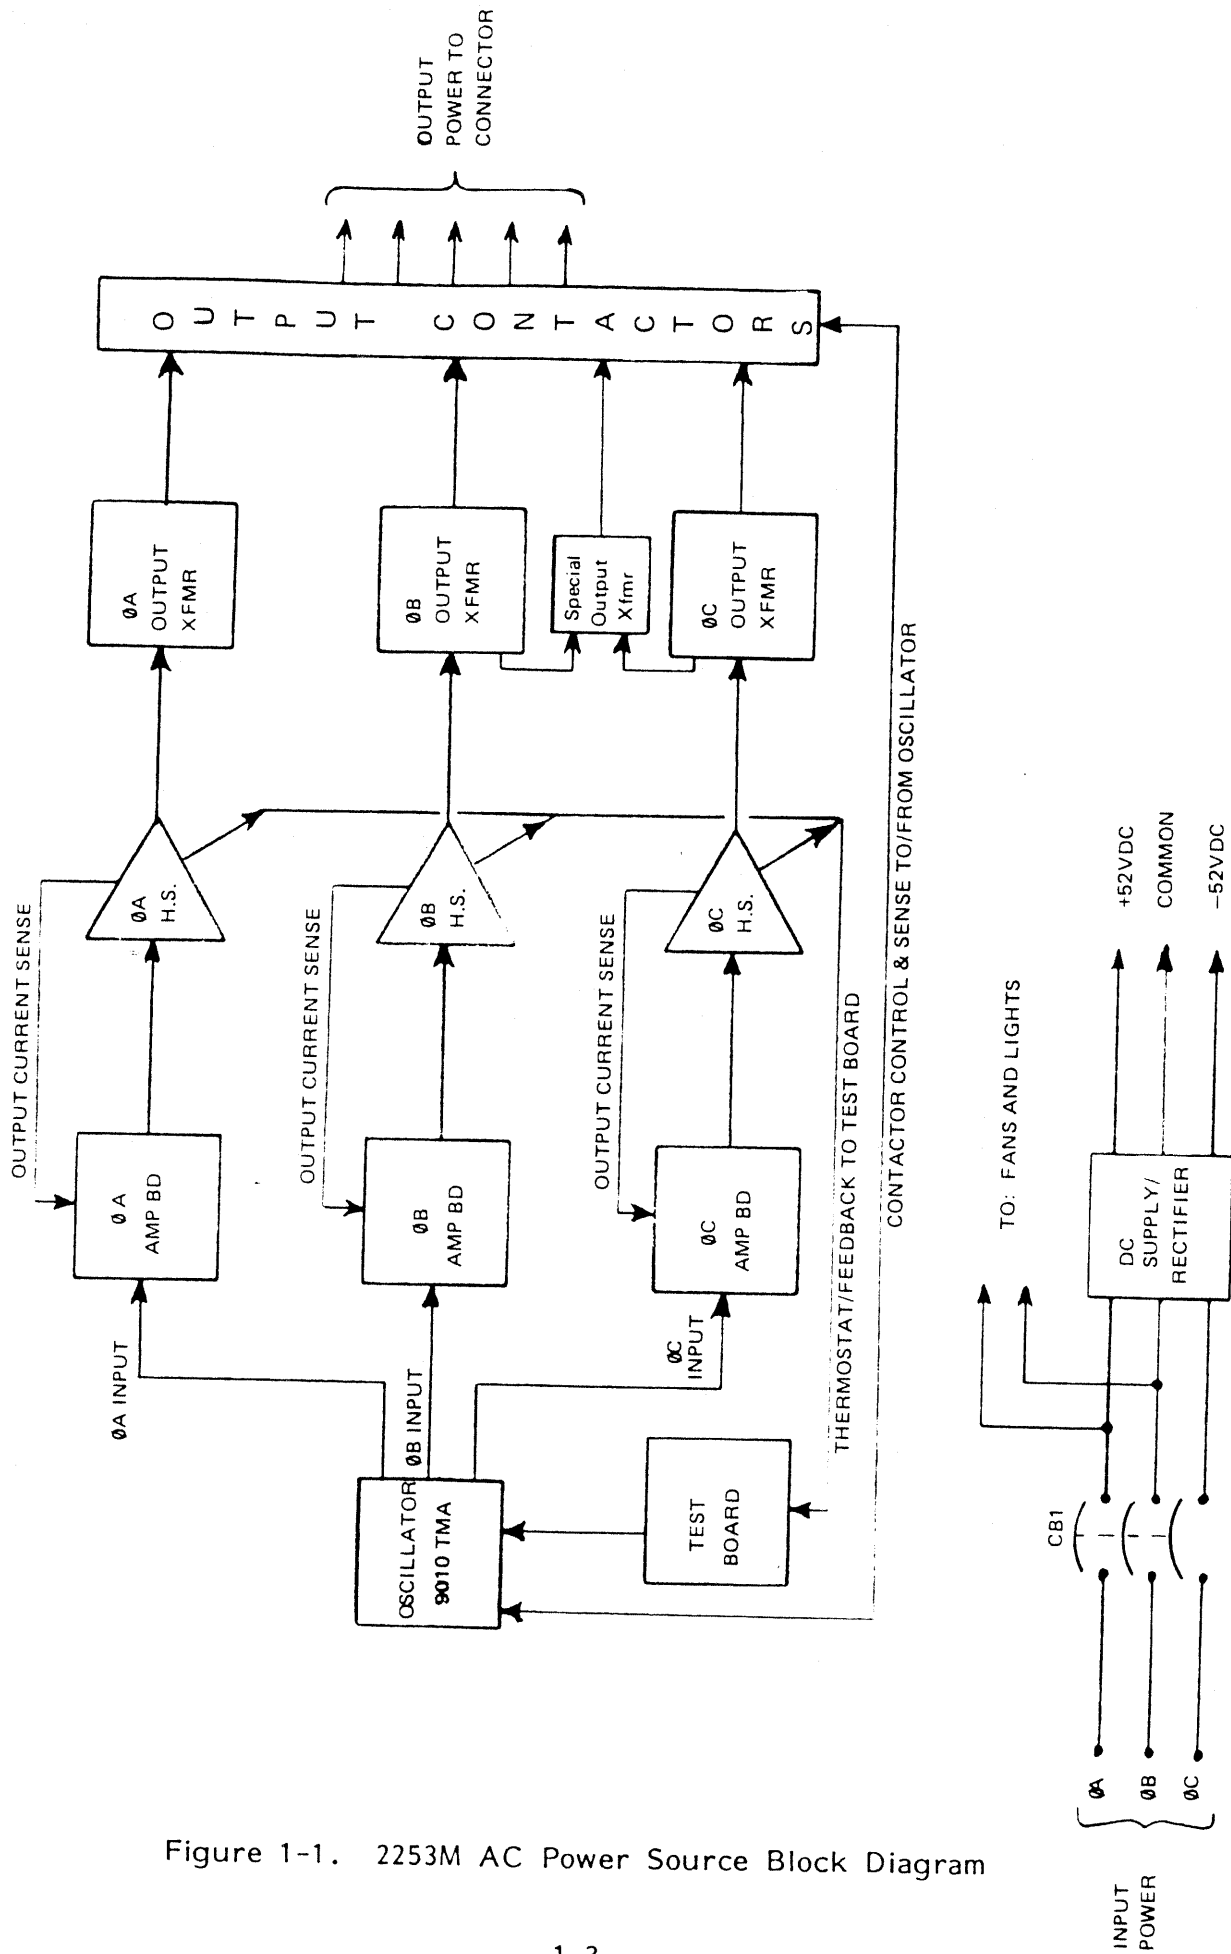 OUTPUT
POWER TO
CONNECTOR
OUTPUT CONTACTORS
ØA
OUTPUT
XFMR
ØB
OUTPUT
XFMR
Special
Output
Xfmr
ØC
OUTPUT
XFMR
ØA
H.S.
ØB
H.S.
ØC
H.S.
OUTPUT CURRENT SENSE
OUTPUT CURRENT SENSE
OUTPUT CURRENT SENSE
ØA
AMP BD
ØB
AMP BD
ØC
AMP BD
ØA INPUT
ØB INPUT
ØC
INPUT
OSCILLATOR
9010 TMA
TEST
BOARD
THERMOSTAT/FEEDBACK TO TEST BOARD
CONTACTOR CONTROL & SENSE TO/FROM OSCILLATOR
TO: FANS AND LIGHTS
+52VDC
COMMON
-52VDC
DC
SUPPLY/
RECTIFIER
CB1
ØA
ØB
ØC
INPUT
POWER
Figure 1-1. 2253M AC Power Source Block Diagram